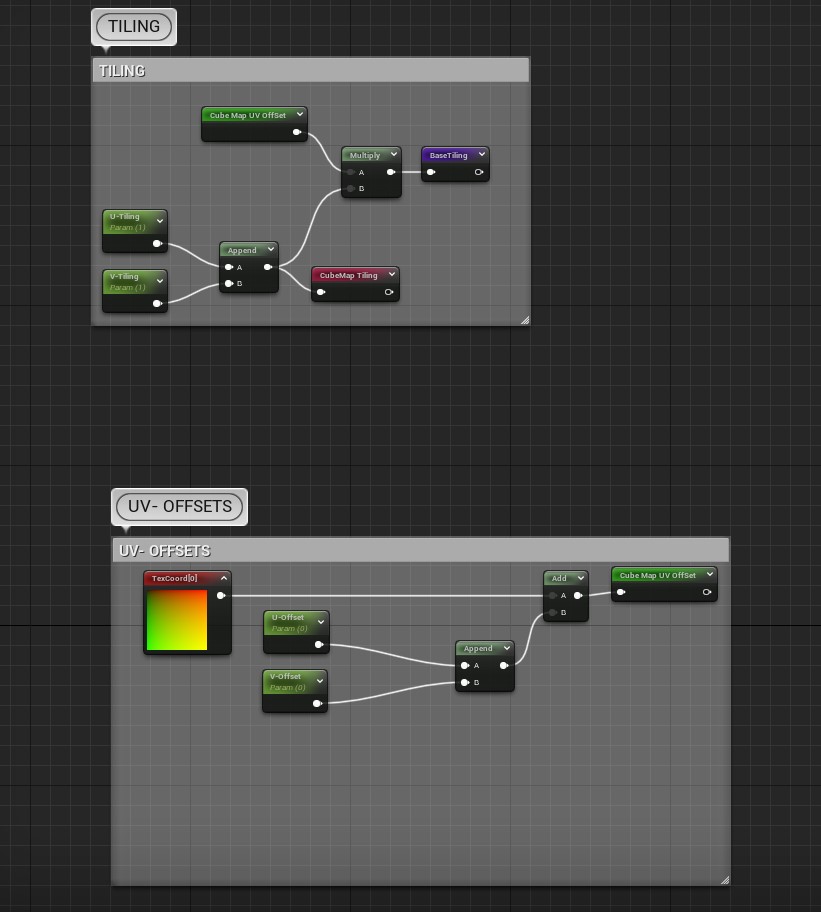 TILING
TILING
Cube Map UV OffSet
Multiply
A
B
BaseTiling
U-Tiling
Param (1)
V-Tiling
Param (1)
Append
A
B
CubeMap Tiling
UV- OFFSETS
UV- OFFSETS
TexCoord[0]
U-Offset
Param (0)
V-Offset
Param (0)
Append
A
B
Add
A
B
Cube Map UV OffSet